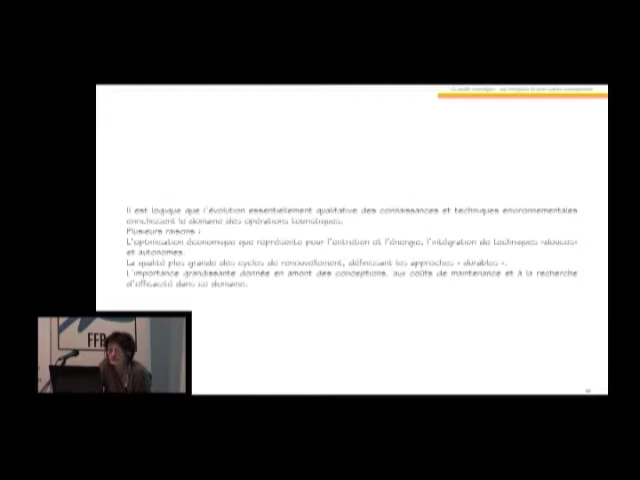 Il est logique que l'évolution essentiellement qualitative des connaissances et techniques environnementales
enrichissent le domaine des opérations touristiques.
Plusieurs raisons :
L'optimisation économique que représente pour l'entretien et l'énergie, l'intégration de techniques «douces»
et autonomes.
La qualité plus grande des cycles de renouvellement, définissant les approches « durables ».
L'importance grandissante donnée en amont des conceptions, aux coûts de maintenance et à la recherche
d'efficacité dans ce domaine.
FFB